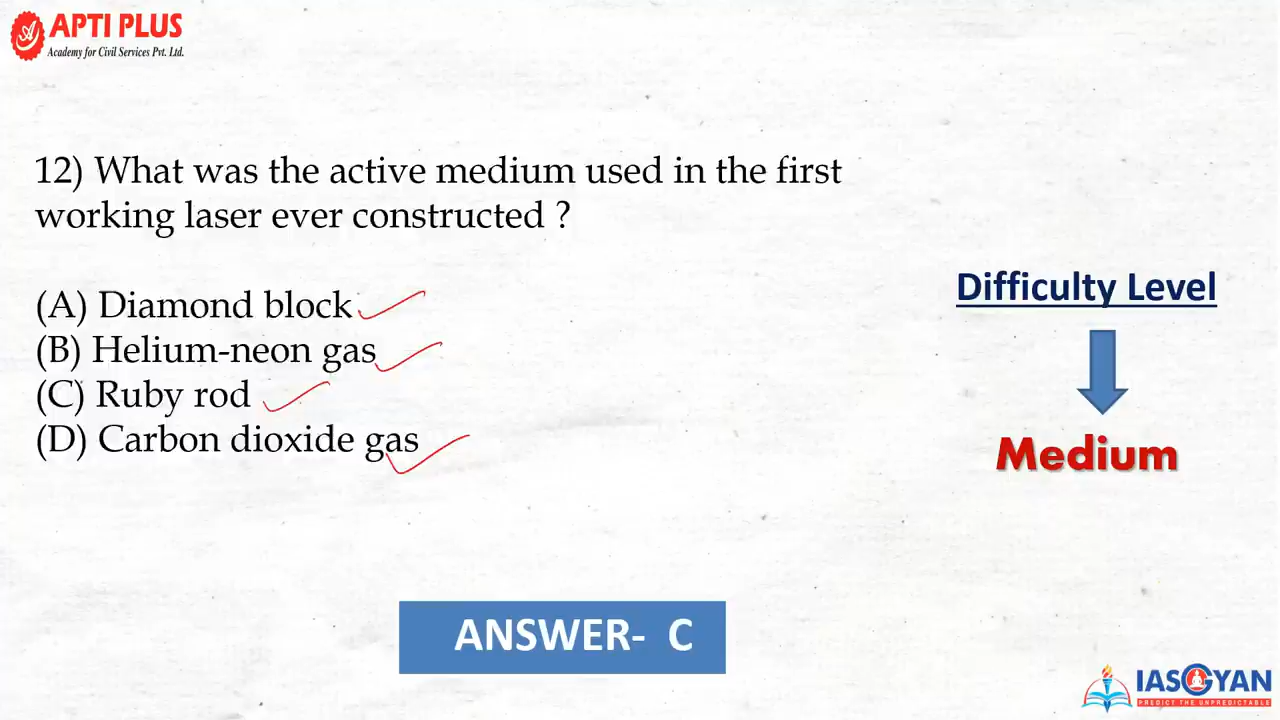 APTI PLUS
Academy for Civil Services Pvt. Ltd.
12) What was the active medium used in the first
working laser ever constructed ?
(A) Diamond block
(B) Helium-neon gas
(C) Ruby rod
(D) Carbon dioxide gas
Difficulty Level
Medium
ANSWER- C
IASGYAN
PREDICT THE UNPREDICTABLE